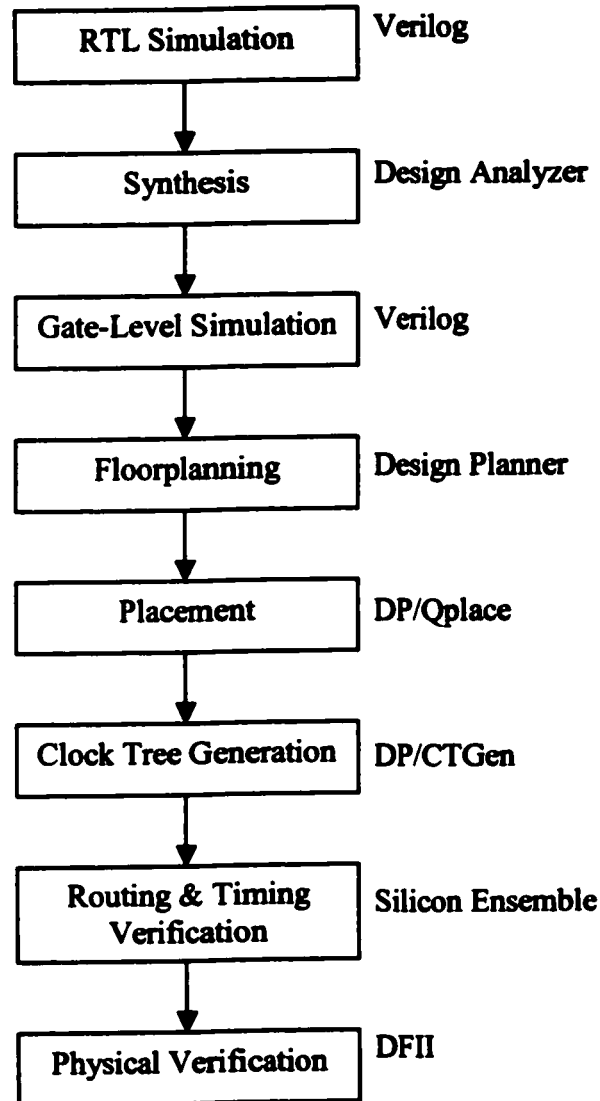 RTL Simulation
Verilog
Synthesis
Design Analyzer
Gate-Level Simulation
Verilog
Floorplanning
Design Planner
Placement
DP/Qplace
Clock Tree Generation
DP/CTGen
Routing & Timing
Verification
Silicon Ensemble
Physical Verification
DFII